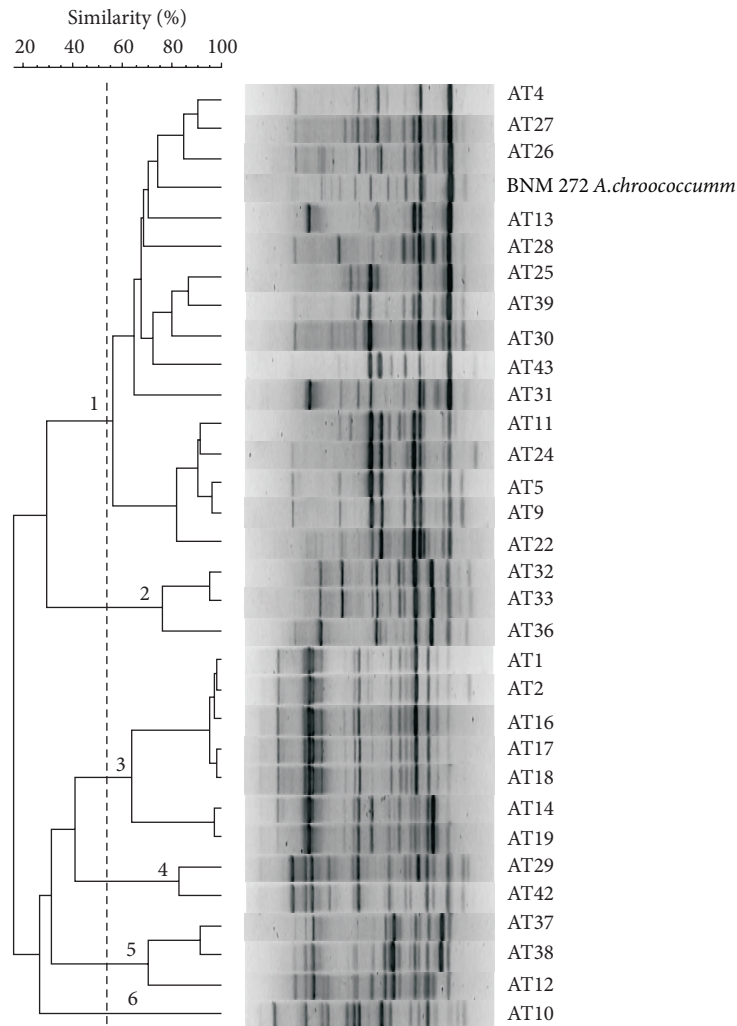 Similarity (%)
20 40 60 80 100
AT4
AT27
AT26
BNM 272 A.chroococcumm
AT13
AT28
AT25
AT39
AT30
AT43
1
AT31
AT11
AT24
AT5
AT9
AT22
AT32
2
AT33
AT36
AT1
AT2
AT16
AT17
3
AT18
AT14
AT19
AT29
4
AT42
AT37
5
AT38
AT12
6
AT10